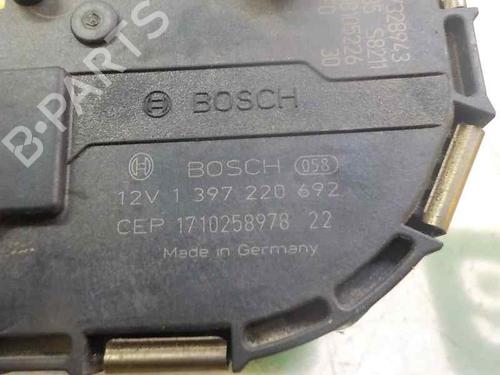 B-PARTS
BOSCH
BOSCH 058
12V 1 397 220 692
CEP 1710258978 22
Made in Germany